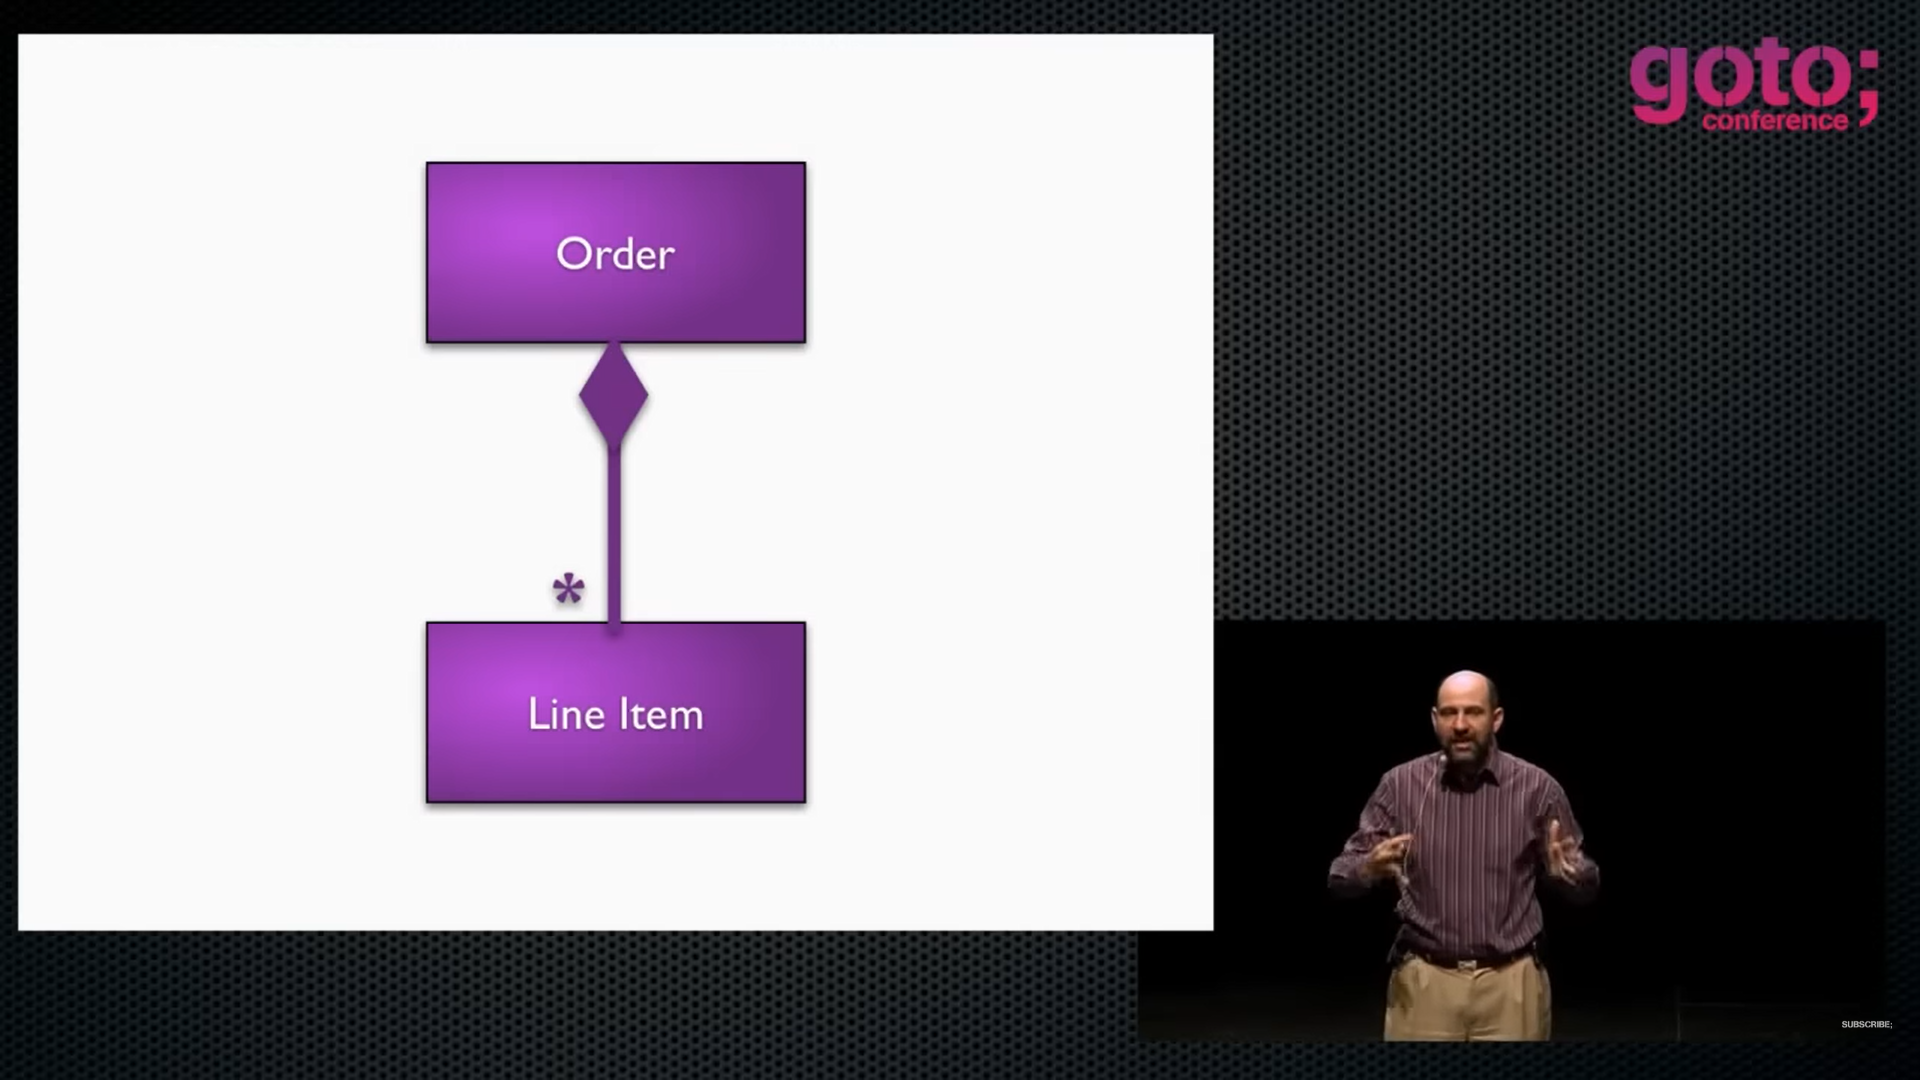 Order
*
Line Item
goto;
conference
SUBSCRIBE;